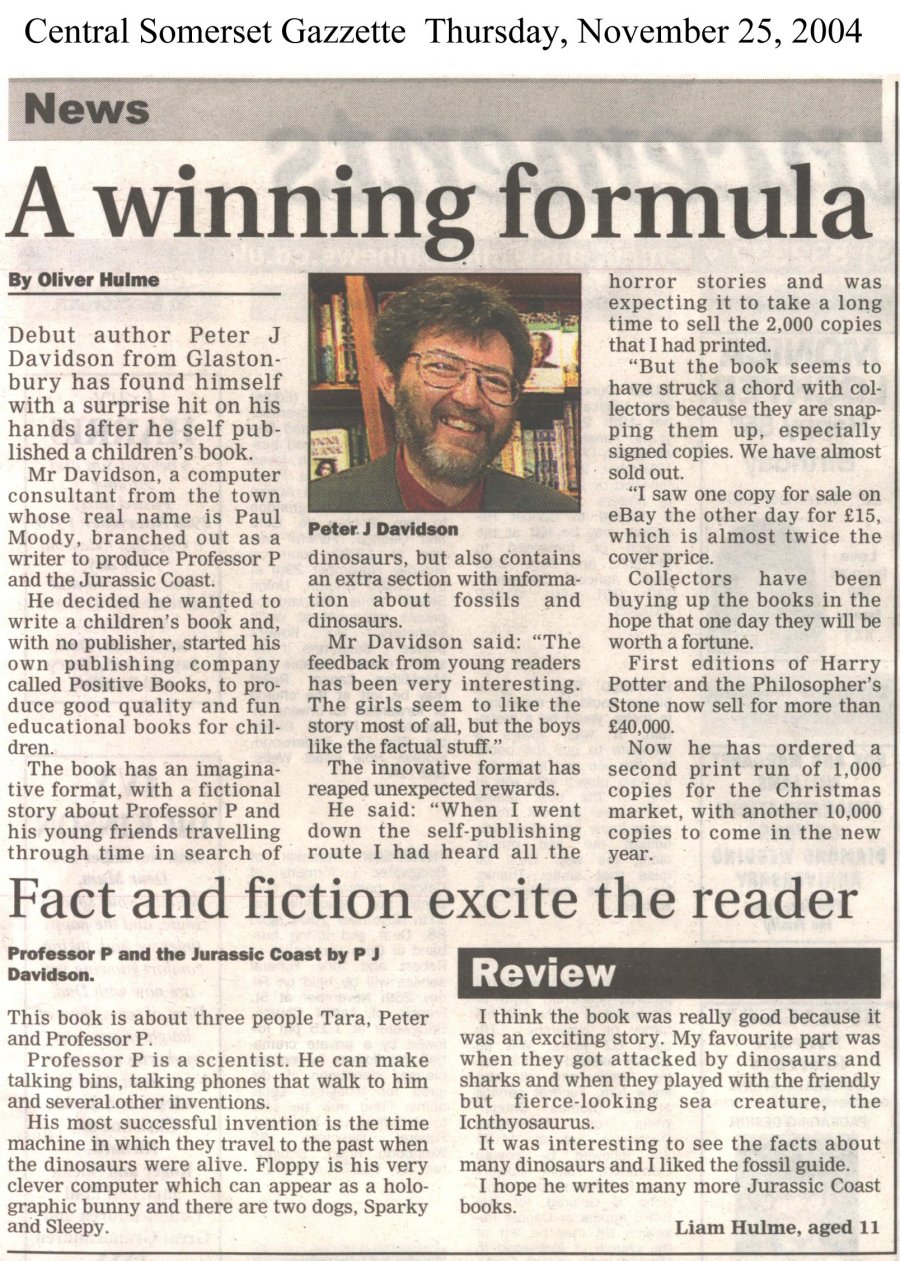 Central Somerset Gazzette  Thursday, November 25, 2004
News
A winning formula
By Oliver Hulme
Debut author Peter J
Davidson from Glaston-
bury has found himself
with a surprise hit on his
hands after he self pub-
lished a children's book.
Mr Davidson, a computer
consultant from the town
whose real name is Paul
Moody, branched out as a
writer to produce Professor P
and the Jurassic Coast.
He decided he wanted to
write a children's book and,
with no publisher, started his
own publishing company
called Positive Books, to pro-
duce good quality and fun
educational books for chil-
dren.
The book has an imagina-
tive format, with a fictional
story about Professor P and
his young friends travelling
through time in search of
Peter J Davidson
dinosaurs, but also contains
an extra section with informa-
tion about fossils and
dinosaurs.
Mr Davidson said: "The
feedback from young readers
has been very interesting.
The girls seem to like the
story most of all, but the boys
like the factual stuff."
The innovative format has
reaped unexpected rewards.
He said: "When I went
down the self-publishing
route I had heard all the
horror stories and was
expecting it to take a long
time to sell the 2,000 copies
that I had printed.
"But the book seems to
have struck a chord with col-
lectors because they are snap-
ping them up, especially
signed copies. We have almost
sold out.
"I saw one copy for sale on
eBay the other day for £15,
which is almost twice the
cover price.
Collectors have been
buying up the books in the
hope that one day they will be
worth a fortune.
First editions of Harry
Potter and the Philosopher's
Stone now sell for more than
£40,000.
Now he has ordered a
second print run of 1,000
copies for the Christmas
market, with another 10,000
copies to come in the new
year.
Fact and fiction excite the reader
Professor P and the Jurassic Coast by P J
Davidson.
This book is about three people Tara, Peter
and Professor P.
Professor P is a scientist. He can make
talking bins, talking phones that walk to him
and several other inventions.
His most successful invention is the time
machine in which they travel to the past when
the dinosaurs were alive. Floppy is his very
clever computer which can appear as a holo-
graphic bunny and there are two dogs, Sparky
and Sleepy.
Review
I think the book was really good because it
was an exciting story. My favourite part was
when they got attacked by dinosaurs and
sharks and when they played with the friendly
but fierce-looking sea creature, the
Ichthyosaurus.
It was interesting to see the facts about
many dinosaurs and I liked the fossil guide.
I hope he writes many more Jurassic Coast
books.
Liam Hulme, aged 11